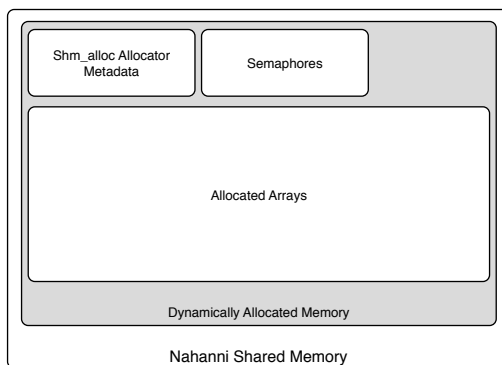 Shm_alloc Allocator
Metadata
Semaphores
Allocated Arrays
Dynamically Allocated Memory
Nahanni Shared Memory